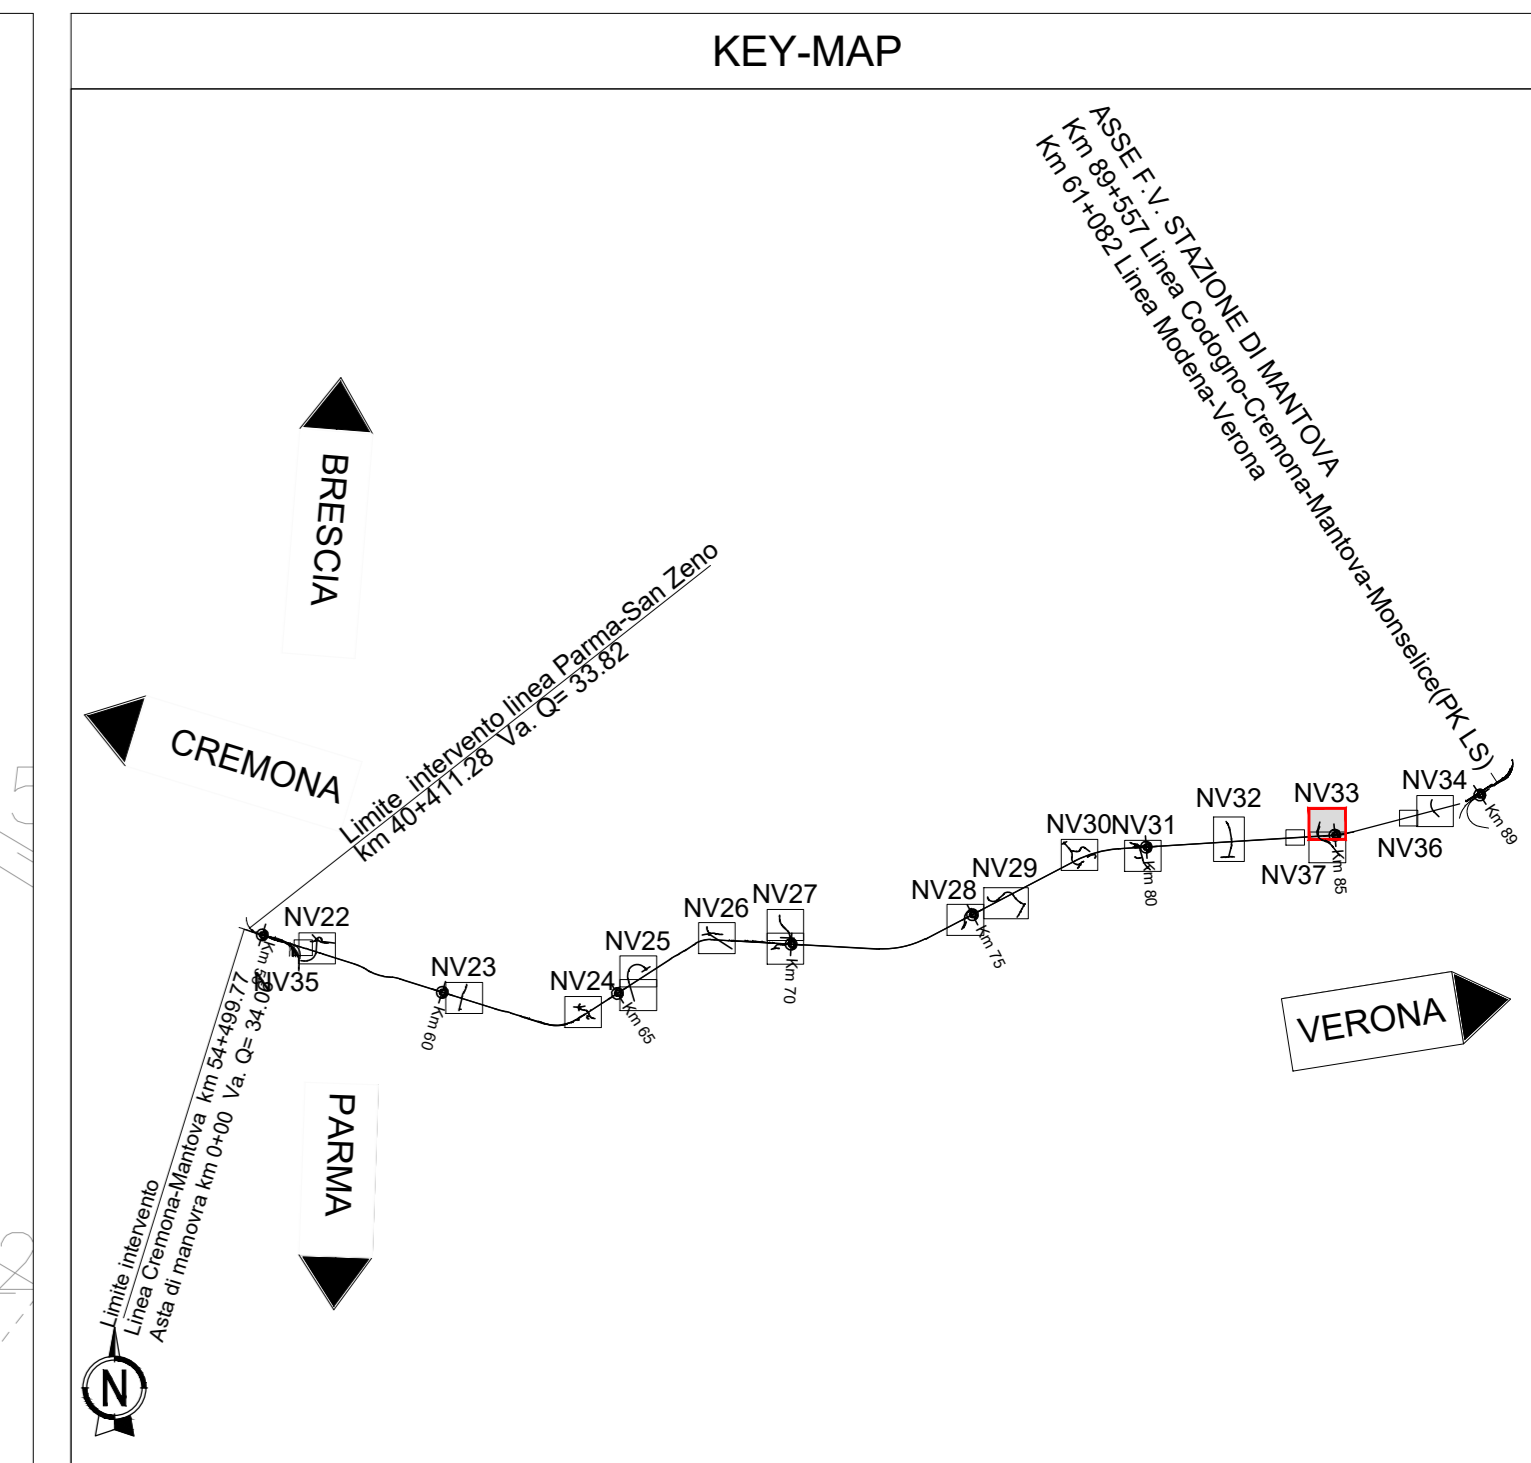 KEY-MAP
ASSE F.V. STAZIONE DI MANTOVA
Km 89+557 Linea Codogno-Cremona-Mantova-Monselice(PK LS)
Km 61+082 Linea Modena-Verona
BRESCIA
CREMONA
Limite intervento linea Parma-San Zeno
km 40+411.28 Va. Q= 33.82
NV34
NV33
NV32
NV31
NV30
NV29
NV28
NV27
NV26
NV25
NV24
NV23
NV22
NV35
NV36
NV37
Km 89
Km 85
Km 80
Km 75
Km 70
Km 65
Km 60
VERONA
PARMA
Limite intervento
Linea Cremona-Mantova km 54+499.77
Asta di manovra km 0+00 Va. Q=
N